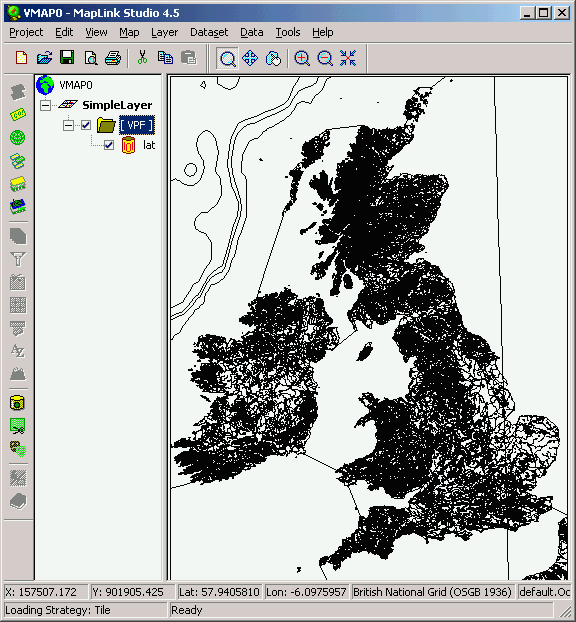 VMAP0 - MapLink Studio 4.5
Project Edit View Map Layer Dataset Data Tools Help
VMAP0
SimpleLayer
[ VPF ]
lat
AZ
X: 157507.172 Y: 901905.425 Lat: 57.9405810 Lon: -6.0975957 British National Grid (OSGB 1936) default.Oc
Loading Strategy: Tile Ready